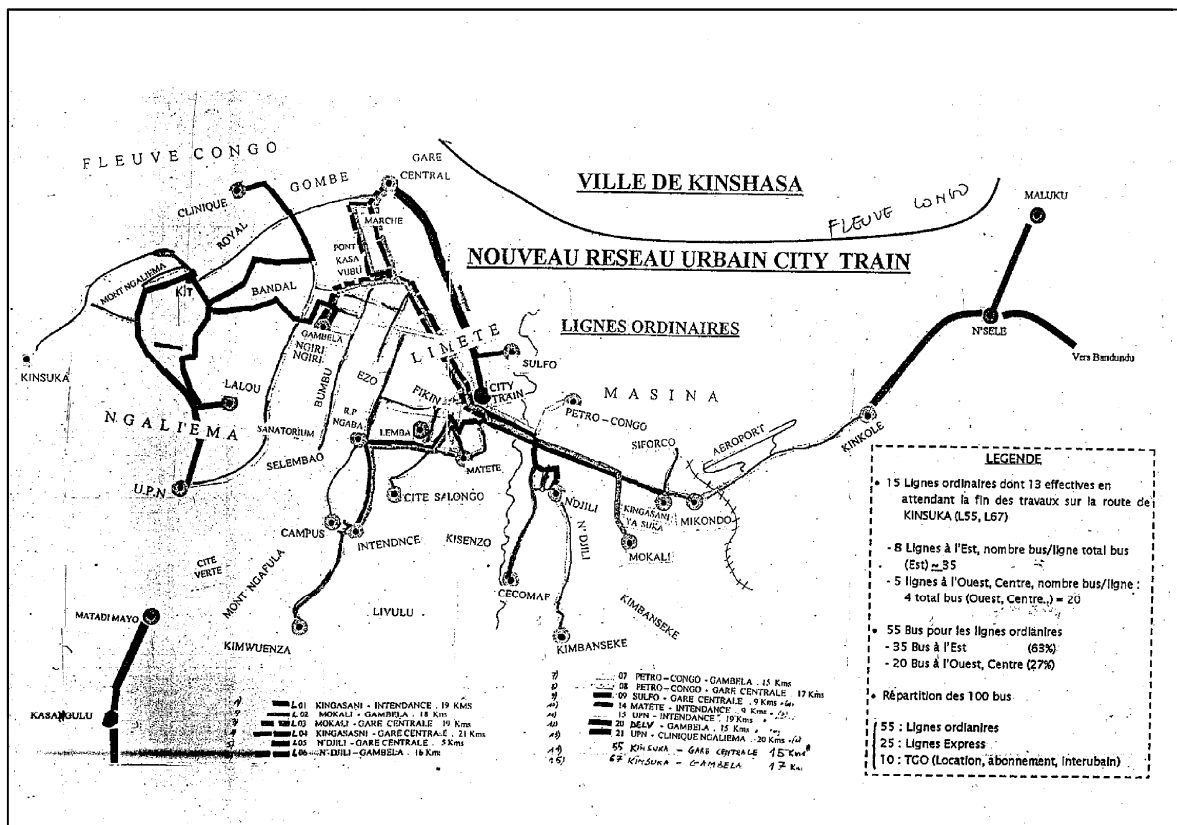 FLEUVE CONGO
GOMBE
GARE
CENTRAL
CLINIQUE
ROYAL
MARCHE
VILLE DE KINSHASA
FLEUVE CONGO
MALUKU
MONT NGALIEMA
PONT
KASA
VUBU
NOUVEAU RESEAU URBAIN CITY TRAIN
BANDAL
LIGNES ORDINAIRES
N'SELE
Vers Bandundu
KINSUKA
GAMBELA
NGIRI
NGIRI
LIMETE
SULFO
LALOU
BUMBU
EZO
FIKIN
CITY
TRAIN
MASINA
PETRO-CONGO
NGALIEMA
SANATORIUM
R.P
NGABA
LEMBA
SIFORCO
AEROPORT
KINKOLE
SELEMBAO
MATETE
U.P.N
CITE SALONGO
N'DJILI
N'DJILI
KINGASANI
YA SUKA
MIKONDO
CAMPUS
INTENDNCE
KISENZO
MOKALI
CITE
VERTE
MONT NGAFULA
LIVULU
CECOMAF
KIMBANSEKE
MATADI MAYO
KIMWUENZA
KIMBANSEKE
KASANGULU
L01 KINGASANI - INTENDANCE . 19 KMS
L02 MOKALI - GAMBELA . 18 Kms
L03 MOKALI - GARE CENTRALE 19 Kms
L04 KINGASASNI - GARE CENTRALE . 21 Kms
L05 N'DJILI - GARE CENTRALE . 5 Kms
L06 N'DJILI - GAMBELA . 16 Kms
07 PETRO-CONGO - GAMBELA . 15 Kms
08 PETRO-CONGO - GARE CENTRALE . 17 Kms
09 SULFO - GARE CENTRALE . 9 Kms
14 MATETE - INTENDANCE . 9 Kms
15 UPN - INTENDANCE . 19 Kms
20 DELV - GAMBELA . 15 Kms
21 UPN - CLINIQUE NGALIEMA . 20 Kms
55 KINSUKA - GARE CENTRALE 15 Kms
67 KINSUKA - GAMBELA 17 Km
LEGENDE
• 15 Lignes ordinaires dont 13 effectives en
attendant la fin des travaux sur la route de
KINSUKA (L55, L67)
- 8 Lignes à l'Est, nombre bus/ligne total bus
(Est) ~ 35
- 5 lignes à l'Ouest, Centre, nombre bus/ligne :
4 total bus (Ouest, Centre..) = 20
• 55 Bus pour les lignes ordianires
- 35 Bus à l'Est (63%)
- 20 Bus à l'Ouest, Centre (27%)
• Répartition des 100 bus
55 : Lignes ordianires
25 : Lignes Express
10 : TGO (Location, abonnement, Interubain)